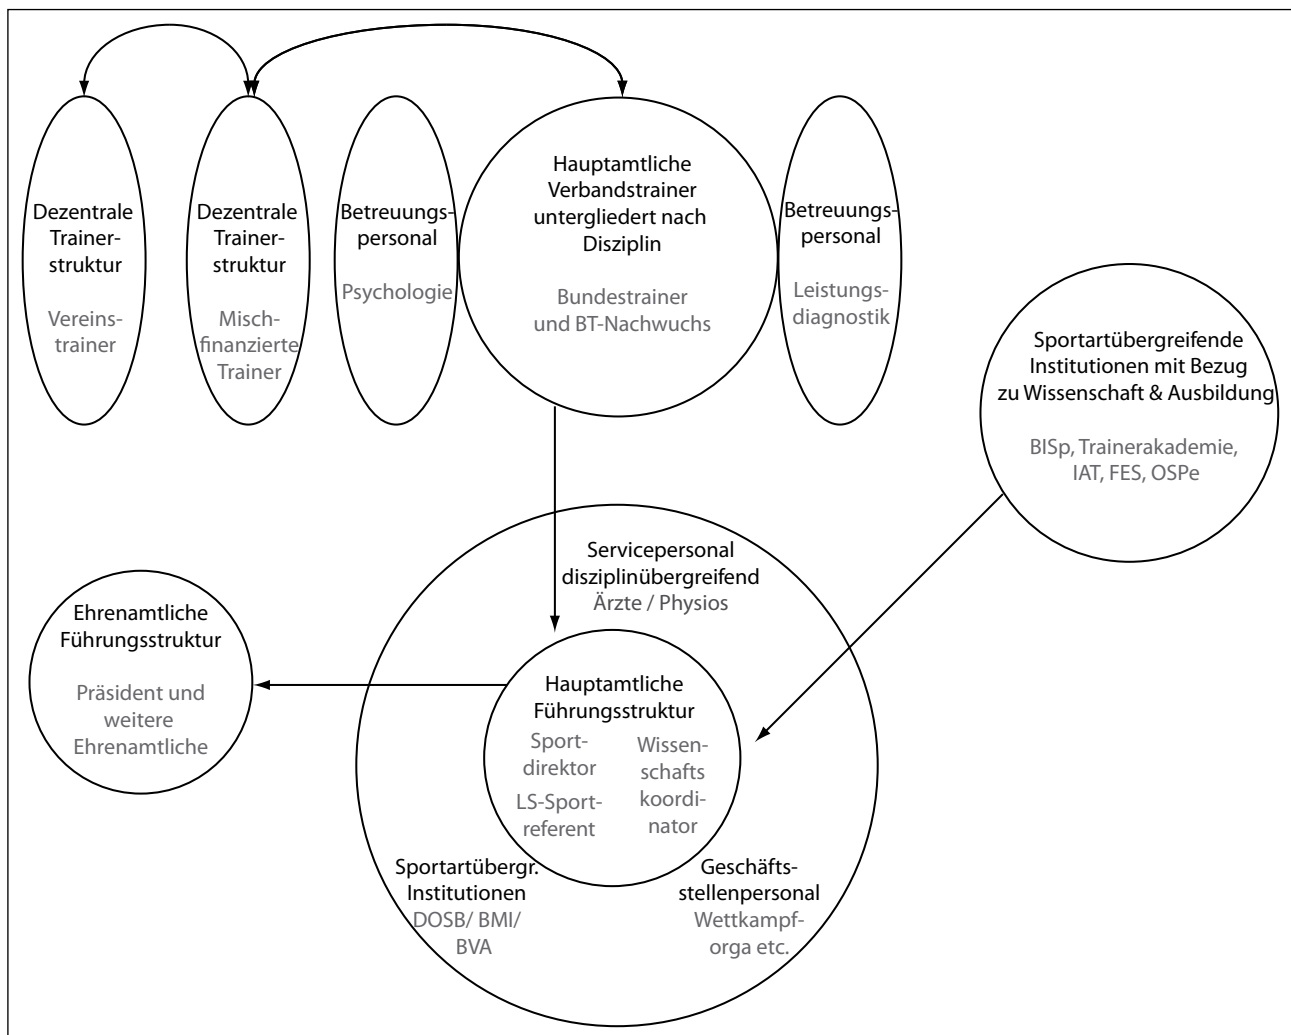 Dezentrale
Trainer-
struktur
Vereins-
trainer
Dezentrale
Trainer-
struktur
Misch-
finanzierte
Trainer
Betreuungs-
personal
Psychologie
Hauptamtliche
Verbandstrainer
untergliedert nach
Disziplin
Bundestrainer
und BT-Nachwuchs
Betreuungs-
personal
Leistungs-
diagnostik
Sportartübergreifende
Institutionen mit Bezug
zu Wissenschaft & Ausbildung
BISp, Trainerakademie,
IAT, FES, OSPe
Servicepersonal
disziplinübergreifend
Ärzte / Physios
Ehrenamtliche
Führungsstruktur
Präsident und
weitere
Ehrenamtliche
Hauptamtliche
Führungsstruktur
Sport-
direktor
LS-Sport-
referent
Wissen-
schafts
koordi-
nator
Sportartübergr.
Institutionen
DOSB/ BMI/
BVA
Geschäfts-
stellenpersonal
Wettkampf-
orga etc.